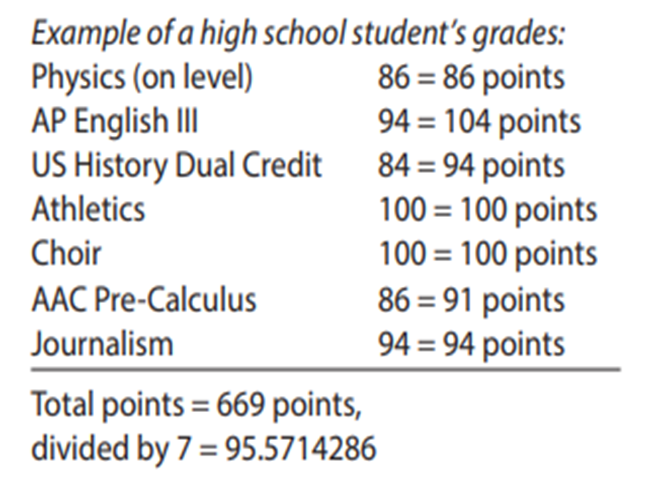 Example of a high school student's grades:
Physics (on level) 86 = 86 points
AP English III 94 = 104 points
US History Dual Credit 84 = 94 points
Athletics 100 = 100 points
Choir 100 = 100 points
AAC Pre-Calculus 86 = 91 points
Journalism 94 = 94 points
Total points = 669 points,
divided by 7 = 95.5714286